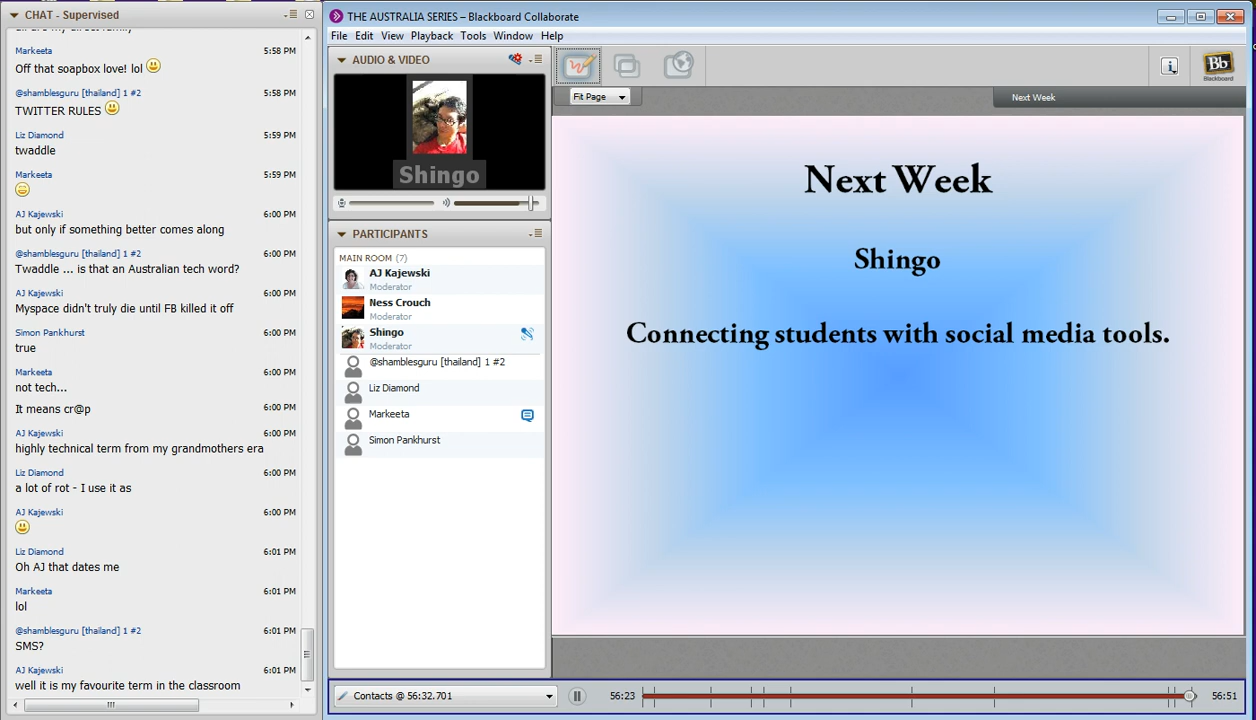 CHAT - Supervised
Markeeta 5:58 PM
Off that soapbox love! lol
@shamblesguru [thailand] 1 #2 5:58 PM
TWITTER RULES
Liz Diamond 5:59 PM
twaddle
Markeeta 5:59 PM
AJ Kajewski 6:00 PM
but only if something better comes along
@shamblesguru [thailand] 1 #2 6:00 PM
Twaddle ... is that an Australian tech word?
AJ Kajewski 6:00 PM
Myspace didn't truly die until FB killed it off
Simon Pankhurst 6:00 PM
true
Markeeta 6:00 PM
not tech...
It means cr@p 6:00 PM
AJ Kajewski 6:00 PM
highly technical term from my grandmothers era
Liz Diamond 6:00 PM
a lot of rot - I use it as
AJ Kajewski 6:00 PM
Liz Diamond 6:01 PM
Oh AJ that dates me
Markeeta 6:01 PM
lol
@shamblesguru [thailand] 1 #2 6:01 PM
SMS?
AJ Kajewski 6:01 PM
well it is my favourite term in the classroom
THE AUSTRALIA SERIES – Blackboard Collaborate
File Edit View Playback Tools Window Help
AUDIO & VIDEO
Shingo
PARTICIPANTS
MAIN ROOM (7)
AJ Kajewski
Moderator
Ness Crouch
Moderator
Shingo
Moderator
@shamblesguru [thailand] 1 #2
Liz Diamond
Markeeta
Simon Pankhurst
Fit Page
Next Week
Bb
Blackboard
Next Week
Shingo
Connecting students with social media tools.
Contacts @ 56:32.701
56:23
56:51